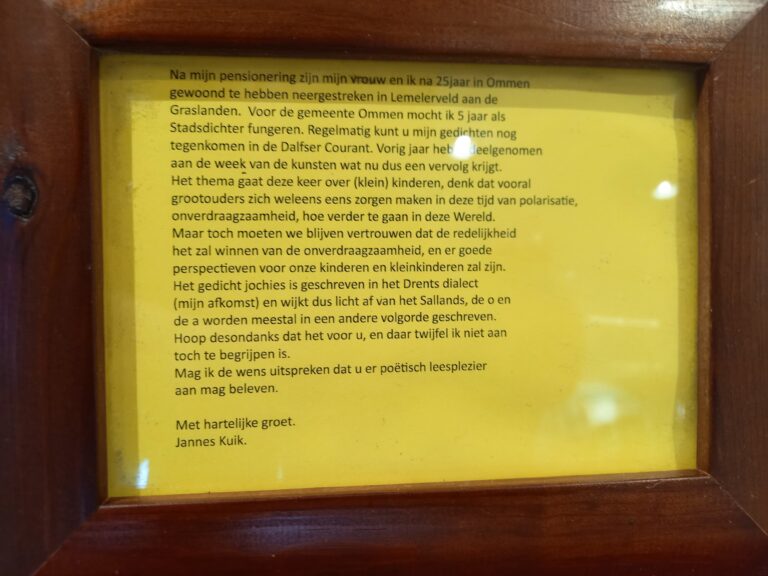 Na mijn pensionering zijn mijn vrouw en ik na 25jaar in Ommen
gewoond te hebben neergestreken in Lemelerveld aan de
Graslanden. Voor de gemeente Ommen mocht ik 5 jaar als
Stadsdichter fungeren. Regelmatig kunt u mijn gedichten nog
tegenkomen in de Dalfser Courant. Vorig jaar heb deelgenomen
aan de week van de kunsten wat nu dus een vervolg krijgt.
Het thema gaat deze keer over (klein) kinderen, denk dat vooral
grootouders zich weleens eens zorgen maken in deze tijd van polarisatie,
onverdraagzaamheid, hoe verder te gaan in deze Wereld.
Maar toch moeten we blijven vertrouwen dat de redelijkheid
het zal winnen van de onverdraagzaamheid, en er goede
perspectieven voor onze kinderen en kleinkinderen zal zijn.
Het gedicht jochies is geschreven in het Drents dialect
(mijn afkomst) en wijkt dus licht af van het Sallands, de o en
de a worden meestal in een andere volgorde geschreven.
Hoop desondanks dat het voor u, en daar twijfel ik niet aan
toch te begrijpen is.
Mag ik de wens uitspreken dat u er poëtisch leesplezier
aan mag beleven.
Met hartelijke groet.
Jannes Kuik.